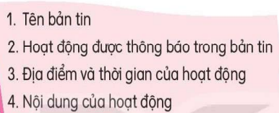 1. Tên bản tin
2. Hoạt động được thông báo trong bản tin
3. Địa điểm và thời gian của hoạt động
4. Nội dung của hoạt động